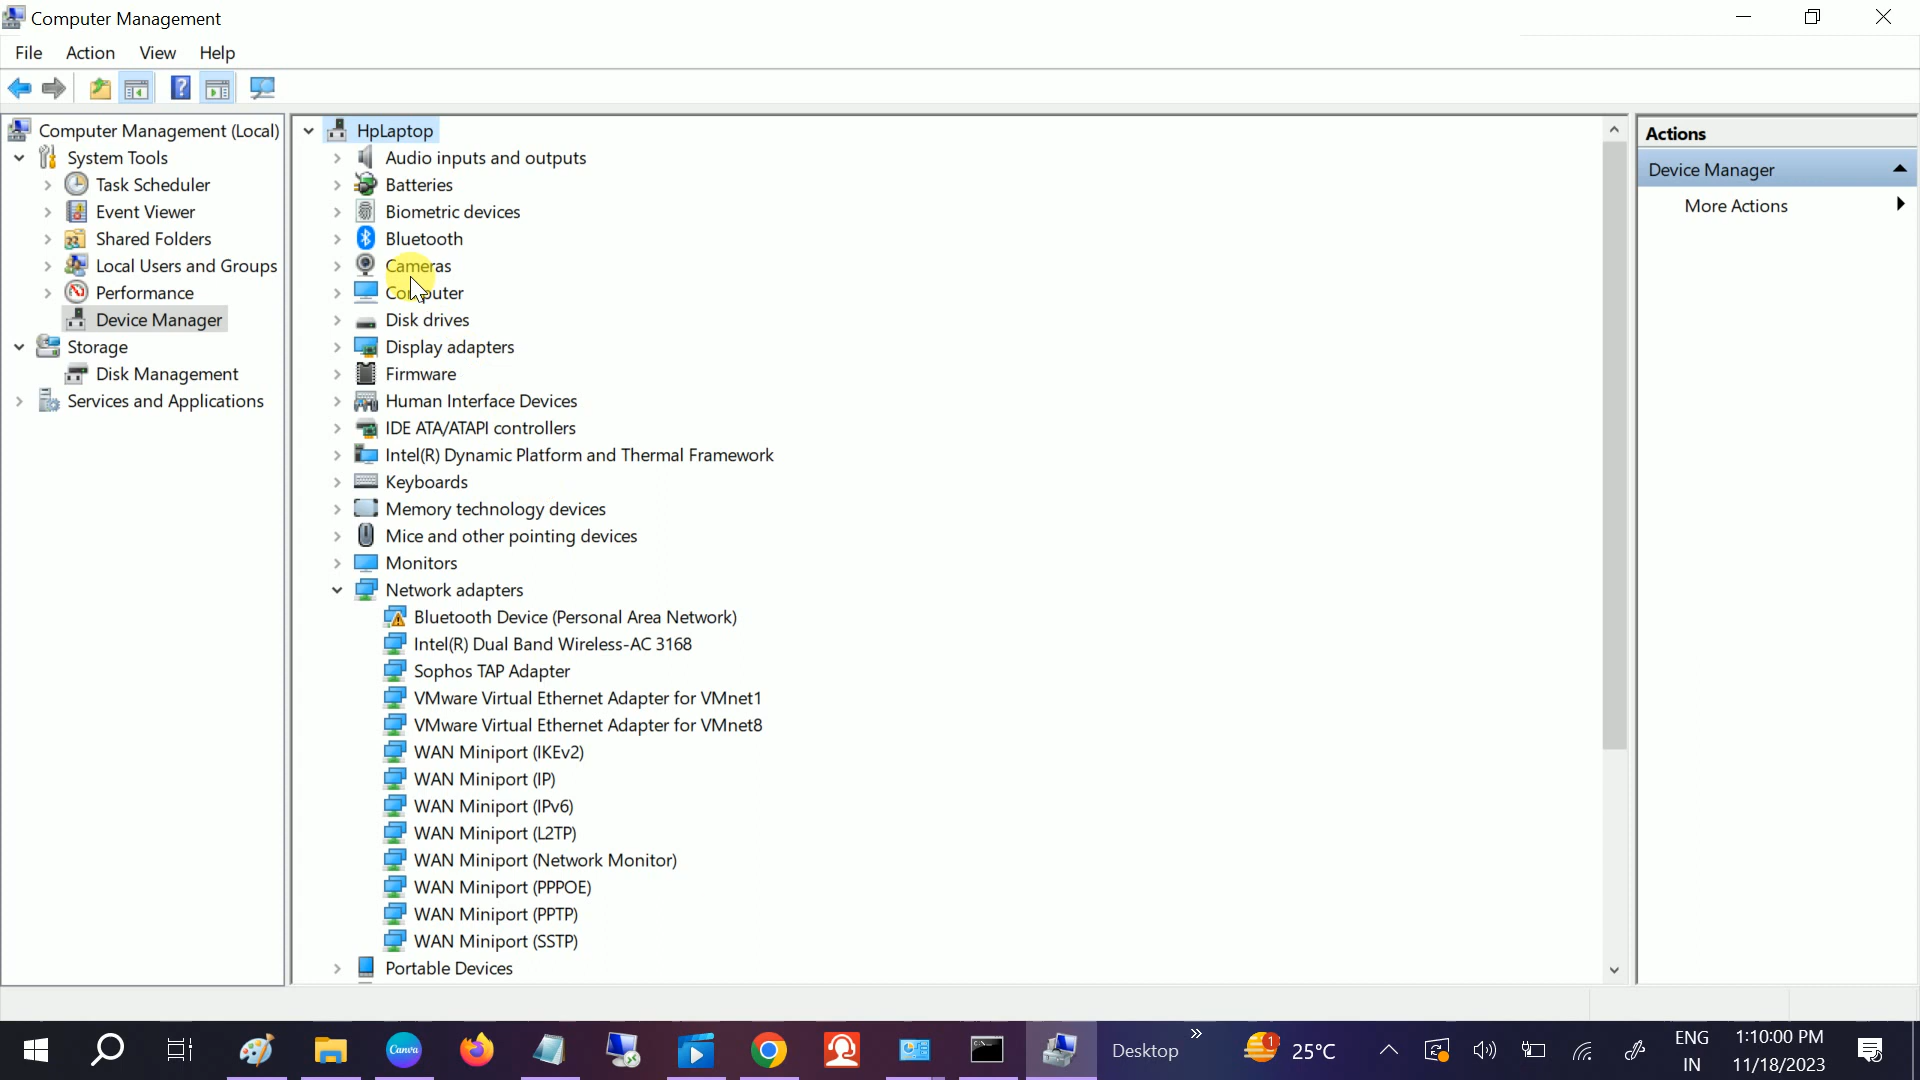 Computer Management
File Action View Help
Computer Management (Local)
System Tools
Task Scheduler
Event Viewer
Shared Folders
Local Users and Groups
Performance
Device Manager
Storage
Disk Management
Services and Applications
HpLaptop
Audio inputs and outputs
Batteries
Biometric devices
Bluetooth
Cameras
Computer
Disk drives
Display adapters
Firmware
Human Interface Devices
IDE ATA/ATAPI controllers
Intel(R) Dynamic Platform and Thermal Framework
Keyboards
Memory technology devices
Mice and other pointing devices
Monitors
Network adapters
Bluetooth Device (Personal Area Network)
Intel(R) Dual Band Wireless-AC 3168
Sophos TAP Adapter
VMware Virtual Ethernet Adapter for VMnet1
VMware Virtual Ethernet Adapter for VMnet8
WAN Miniport (IKEv2)
WAN Miniport (IP)
WAN Miniport (IPv6)
WAN Miniport (L2TP)
WAN Miniport (Network Monitor)
WAN Miniport (PPPOE)
WAN Miniport (PPTP)
WAN Miniport (SSTP)
Portable Devices
Actions
Device Manager
More Actions
Canva
Desktop
1
25°C
ENG
IN
1:10:00 PM
11/18/2023